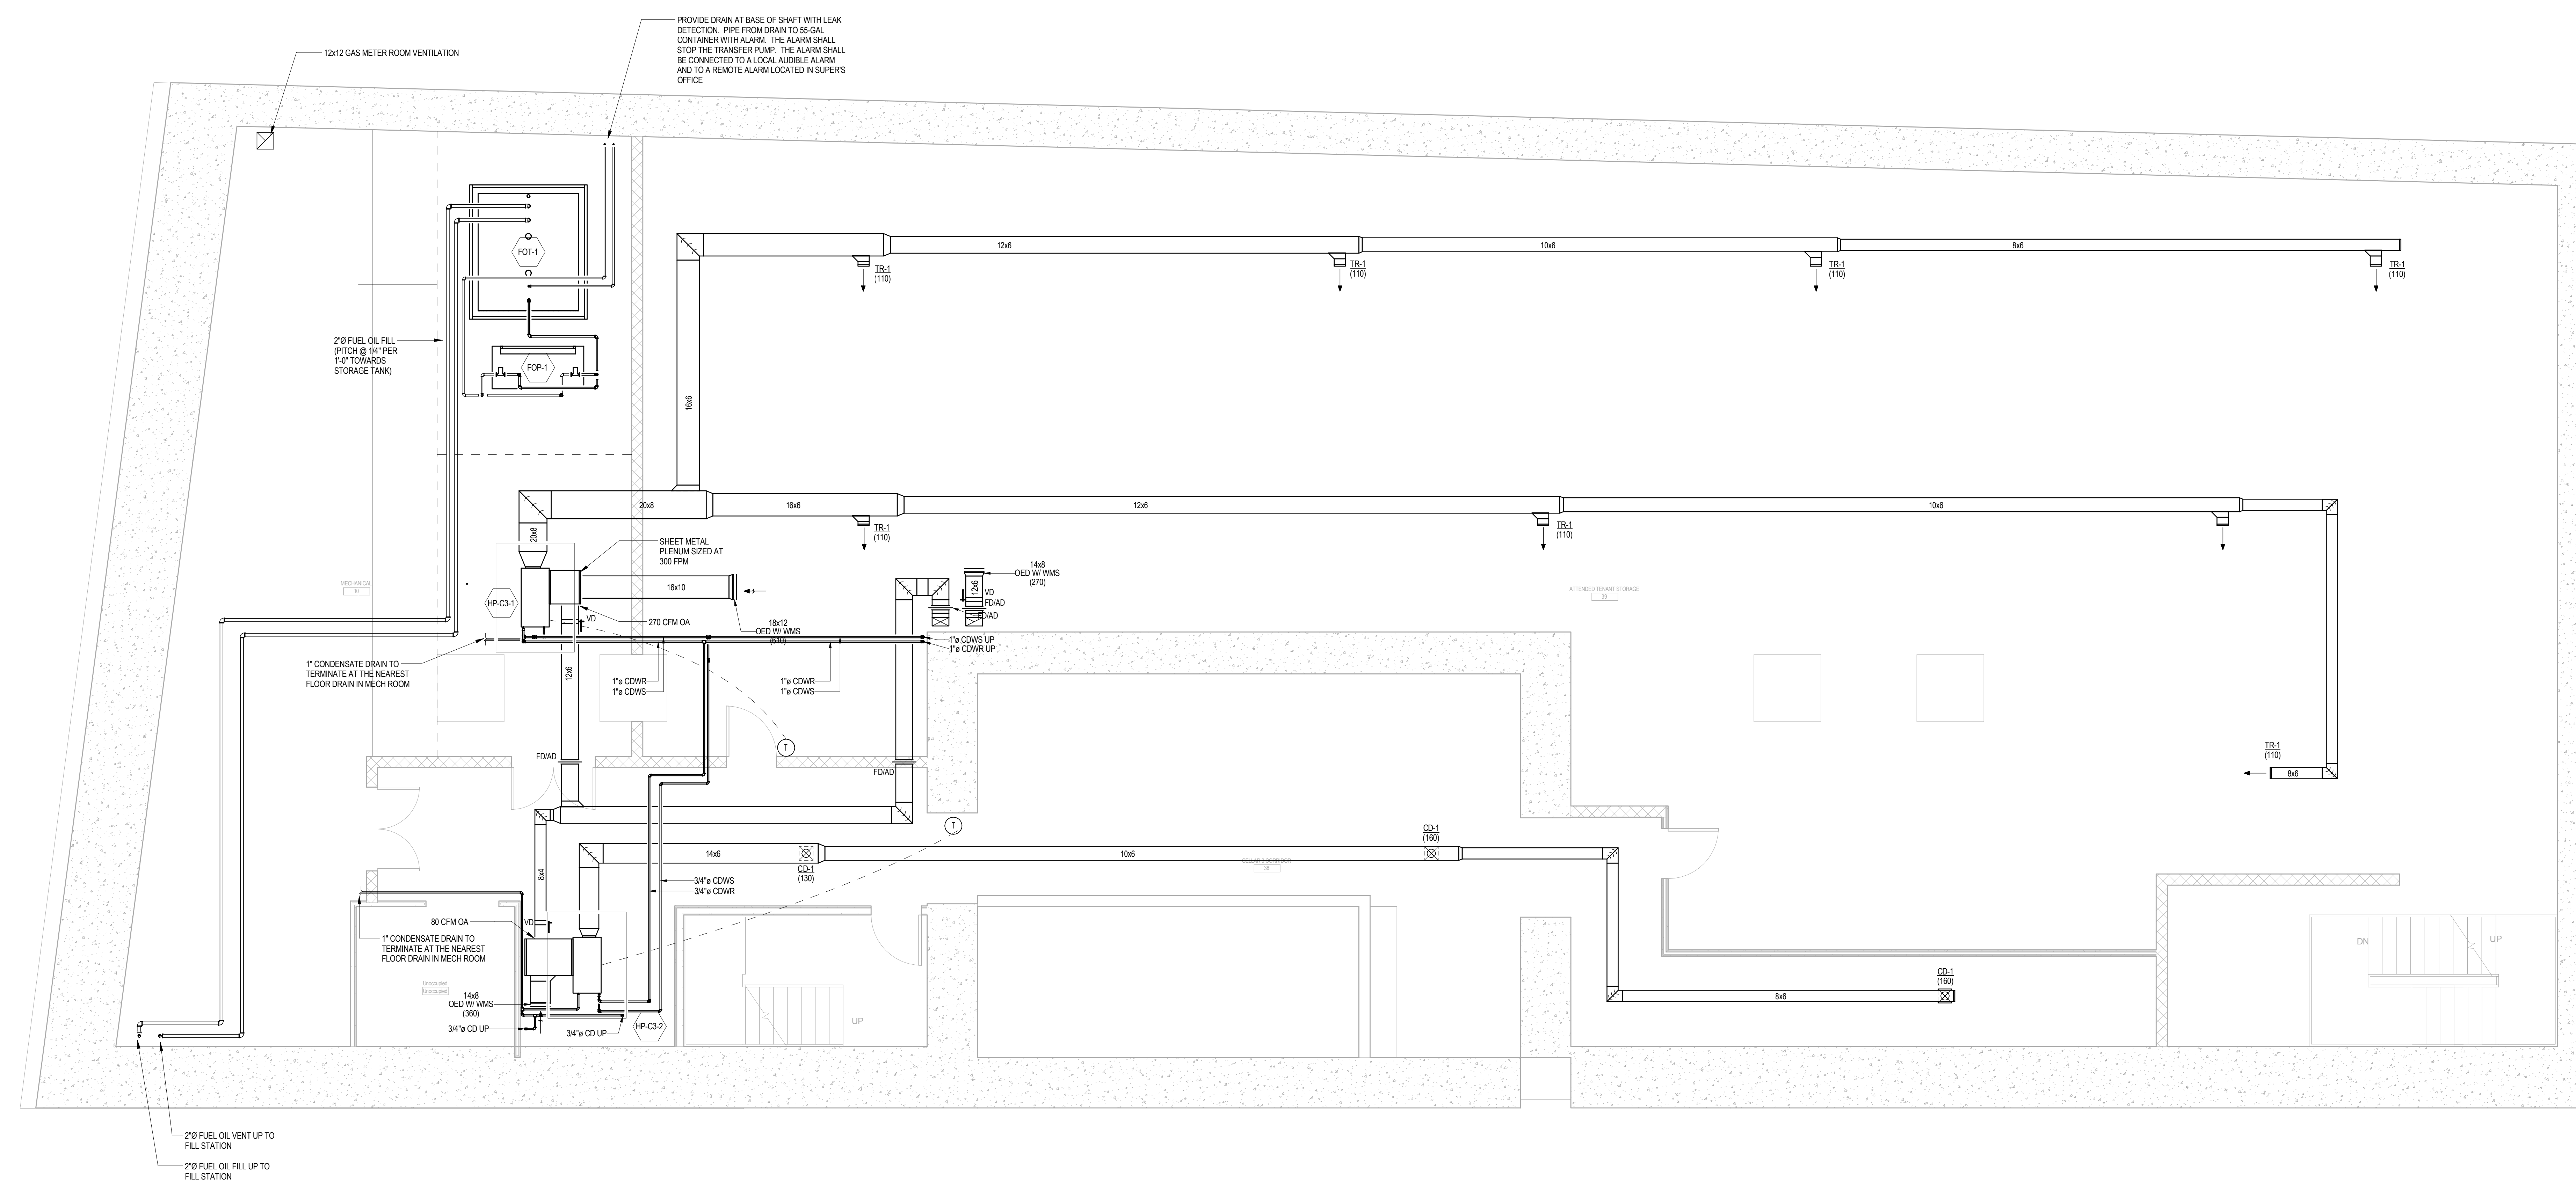 PROVIDE DRAIN AT BASE OF SHAFT WITH LEAK
DETECTION. PIPE FROM DRAIN TO 55-GAL
CONTAINER WITH ALARM. THE ALARM SHALL
STOP THE TRANSFER PUMP. THE ALARM SHALL
BE CONNECTED TO A LOCAL AUDIBLE ALARM
AND TO A REMOTE ALARM LOCATED IN SUPER'S
OFFICE
12x12 GAS METER ROOM VENTILATION
FOT-1
12x6
10x6
8x6
TR-1
(110)
TR-1
(110)
TR-1
(110)
TR-1
(110)
2"Ø FUEL OIL FILL
(PITCH @ 1/4" PER
1'-0" TOWARDS
STORAGE TANK)
FOP-1
16x6
20x8
16x6
12x6
10x6
20x8
TR-1
(110)
TR-1
(110)
SHEET METAL
PLENUM SIZED AT
300 FPM
MECHANICAL
16x10
HP-C3-1
14x8
OED W/ WMS
(270)
12x6
VD
FD/AD
FD/AD
ATTENDED TENANT STORAGE
VD
270 CFM OA
18x12
OED W/ WMS
(610)
1"ø CDWS UP
1"ø CDWR UP
1" CONDENSATE DRAIN TO
TERMINATE AT THE NEAREST
FLOOR DRAIN IN MECH ROOM
12x6
1"ø CDWR
1"ø CDWS
1"ø CDWR
1"ø CDWS
T
TR-1
(110)
8x6
FD/AD
FD/AD
T
14x6
CD-1
(130)
10x6
CD-1
(160)
8x4
3/4"ø CDWS
3/4"ø CDWR
80 CFM OA
VD
1" CONDENSATE DRAIN TO
TERMINATE AT THE NEAREST
FLOOR DRAIN IN MECH ROOM
Unoccupied
Unoccupied
14x8
OED W/ WMS
(360)
3/4"ø CD UP
3/4"ø CD UP
HP-C3-2
UP
CD-1
(160)
8x6
DN
UP
2"Ø FUEL OIL VENT UP TO
FILL STATION
2"Ø FUEL OIL FILL UP TO
FILL STATION